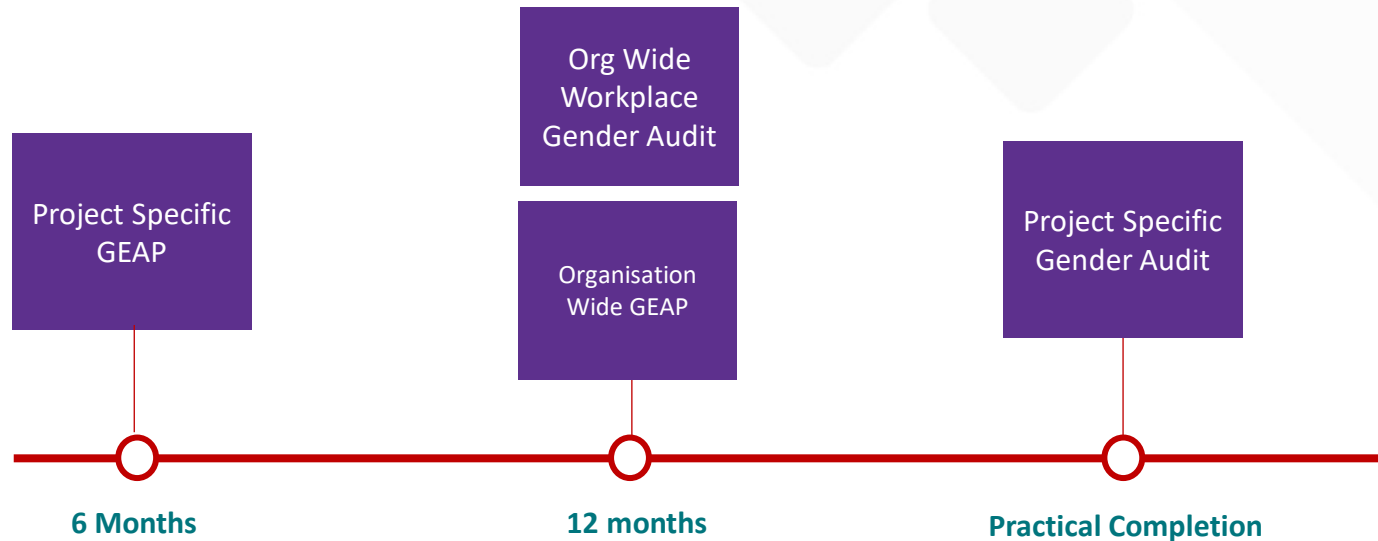 Project Specific
GEAP
Org Wide
Workplace
Gender Audit
Organisation
Wide GEAP
Project Specific
Gender Audit
6 Months
12 months
Practical Completion